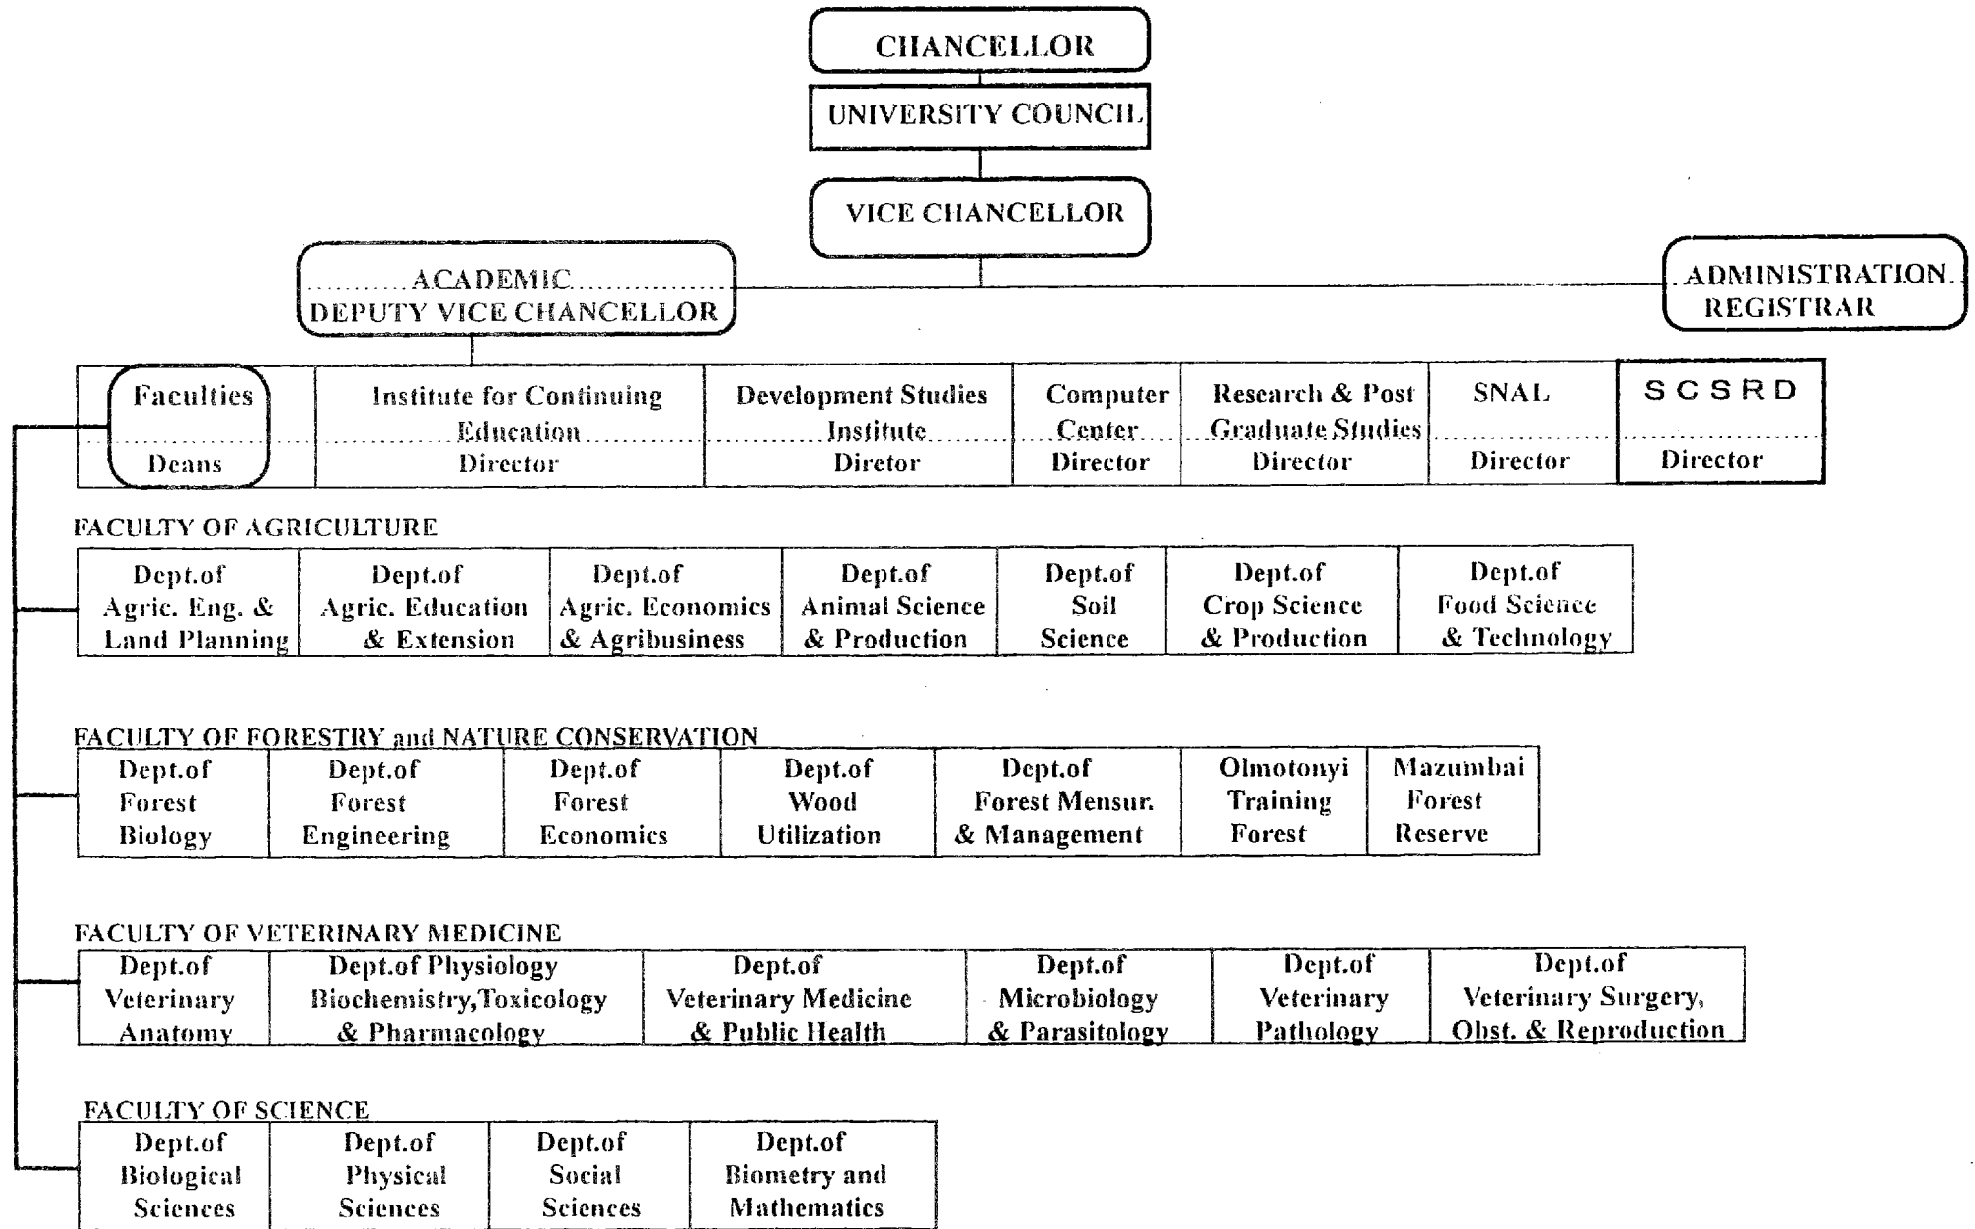 CHANCELLOR
UNIVERSITY COUNCIL
VICE CHANCELLOR
ACADEMIC
DEPUTY VICE CHANCELLOR
ADMINISTRATION
REGISTRAR
Faculties
Deans
Institute for Continuing
Education
Director
Development Studies
Institute
Diretor
Computer
Center
Director
Research & Post
Graduate Studies
Director
SNAL
Director
SCSRD
Director
FACULTY OF AGRICULTURE
Dept.of
Agric. Eng. &
Land Planning
Dept.of
Agric. Education
& Extension
Dept.of
Agric. Economics
& Agribusiness
Dept.of
Animal Science
& Production
Dept.of
Soil
Science
Dept.of
Crop Science
& Production
Dept.of
Food Science
& Technology
FACULTY OF FORESTRY and NATURE CONSERVATION
Dept.of
Forest
Biology
Dept.of
Forest
Engineering
Dept.of
Forest
Economics
Dept.of
Wood
Utilization
Dept.of
Forest Mensur.
& Management
Olmotonyi
Training
Forest
Mazumbai
Forest
Reserve
FACULTY OF VETERINARY MEDICINE
Dept.of
Veterinary
Anatomy
Dept.of Physiology
Biochemistry,Toxicology
& Pharmacology
Dept.of
Veterinary Medicine
& Public Health
Dept.of
Microbiology
& Parasitology
Dept.of
Veterinary
Pathology
Dept.of
Veterinary Surgery,
Obst. & Reproduction
FACULTY OF SCIENCE
Dept.of
Biological
Sciences
Dept.of
Physical
Sciences
Dept.of
Social
Sciences
Dept.of
Biometry and
Mathematics